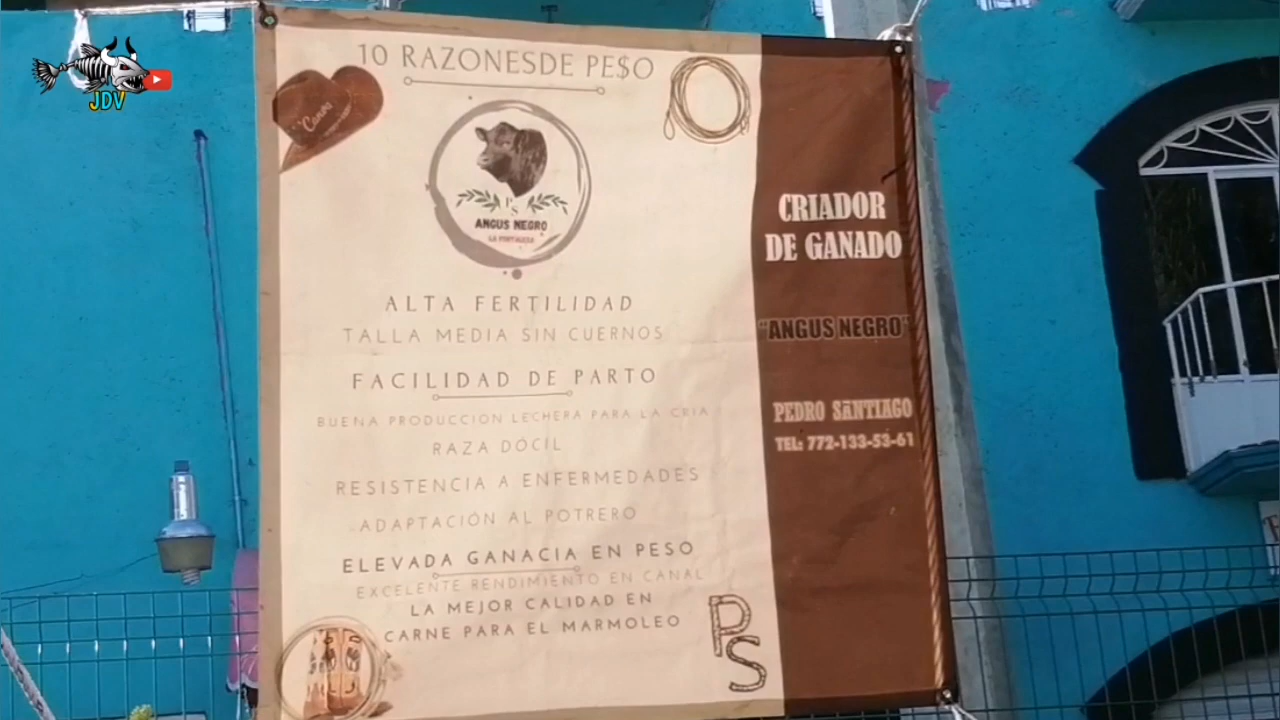 JDV
10 RAZONESDE PE$O
ANGUS NEGRO
LA FORTALEZA
ALTA FERTILIDAD
TALLA MEDIA SIN CUERNOS
FACILIDAD DE PARTO
BUENA PRODUCCION LECHERA PARA LA CRIA
RAZA DÓCIL
RESISTENCIA A ENFERMEDADES
ADAPTACIÓN AL POTRERO
ELEVADA GANACIA EN PESO
EXCELENTE RENDIMIENTO EN CANAL
LA MEJOR CALIDAD EN
CARNE PARA EL MARMOLEO
PS
CRIADOR
DE GANADO
"ANGUS NEGRO"
PEDRO SANTIAGO
TEL: 772-133-53-61